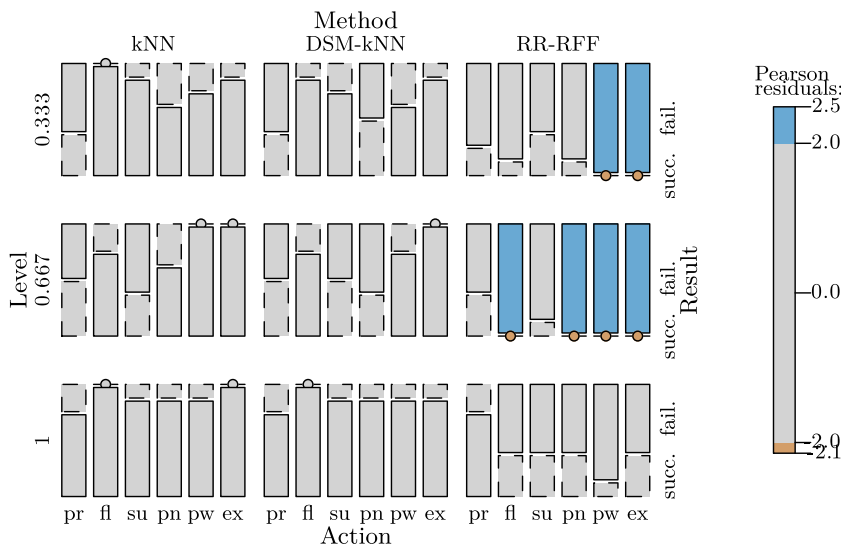 Method
kNN DSM-kNN RR-RFF
Pearson
residuals:
2.5
2.0
0.0
-2.0
-2.1
Level
0.333
0.667
1
fail.
succ.
fail.
succ.
fail.
succ.
Result
pr fl su pn pw ex pr fl su pn pw ex pr fl su pn pw ex
Action